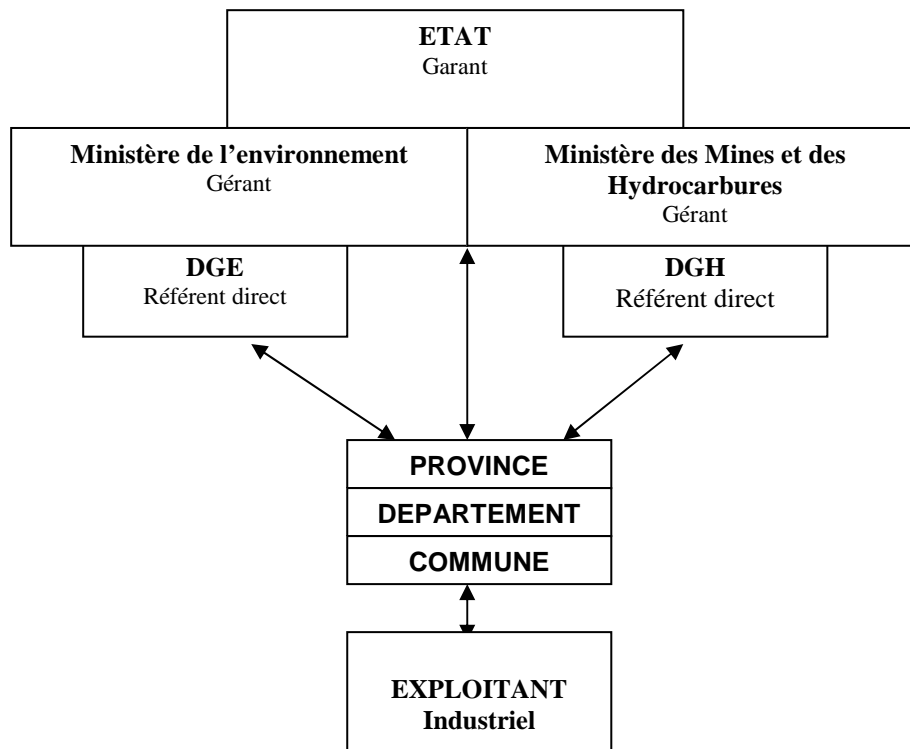 ETAT
Garant
Ministère de l’environnement
Gérant
Ministère des Mines et des
Hydrocarbures
Gérant
DGE
Référent direct
DGH
Référent direct
PROVINCE
DEPARTEMENT
COMMUNE
EXPLOITANT
Industriel